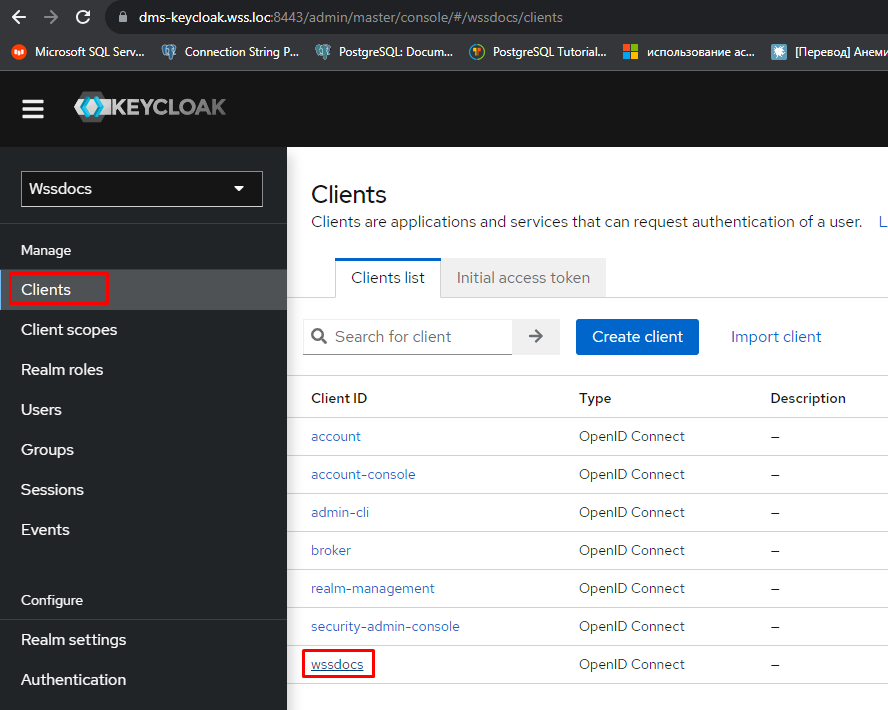 dms-keycloak.wss.loc:8443/admin/master/console/#/wssdocs/clients
Microsoft SQL Serv... Connection String P... PostgreSQL: Docum... PostgreSQL Tutorial... использование ас... [Перевод] Анеми
KEYCLOAK
Wssdocs
Manage
Clients
Client scopes
Realm roles
Users
Groups
Sessions
Events
Configure
Realm settings
Authentication
Clients
Clients are applications and services that can request authentication of a user. L
Clients list Initial access token
Search for client Create client Import client
Client ID Type Description
account OpenID Connect –
account-console OpenID Connect –
admin-cli OpenID Connect –
broker OpenID Connect –
realm-management OpenID Connect –
security-admin-console OpenID Connect –
wssdocs OpenID Connect –